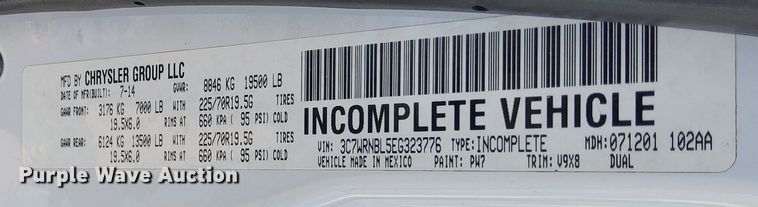 MFD BY CHRYSLER GROUP LLC
DATE OF MFR(BUILT): 7-14 GVWR: 8846 KG 19500 LB
GAWR FRONT: 3176 KG 7000 LB WITH 225/70R19.5G TIRES
19.5X6.0 RIMS AT 660 KPA ( 95 PSI) COLD
GAWR REAR: 6124 KG 13500 LB WITH 225/70R19.5G TIRES
19.5X6.0 RIMS AT 660 KPA ( 95 PSI) COLD
INCOMPLETE VEHICLE
VIN: 3C7WRNBL5EG323776 TYPE: INCOMPLETE MDH: 071201 102AA
VEHICLE MADE IN MEXICO PAINT: PW7 TRIM: V9X8 DUAL
Purple Wave Auction